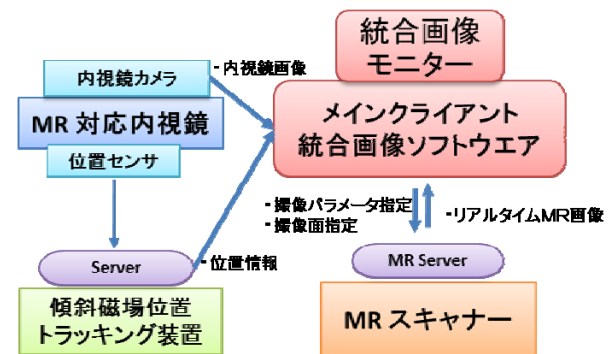 統合画像
モニター
内視鏡カメラ
・内視鏡画像
MR 対応内視鏡
メインクライアント
統合画像ソフトウエア
位置センサ
・撮像パラメータ指定
・撮像面指定
・リアルタイムMR画像
Server
・位置情報
MR Server
傾斜磁場位置
トラッキング装置
MR スキャナー